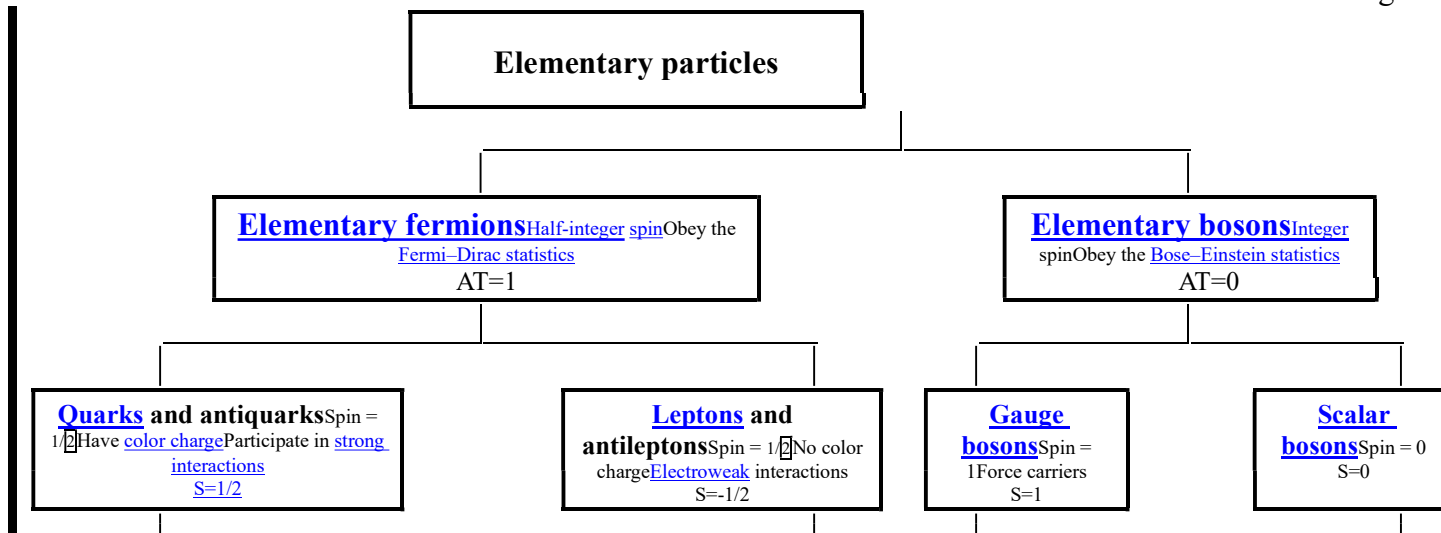 Elementary particles
Elementary fermionsHalf-integer spinObey the
Fermi–Dirac statistics
AT=1
Elementary bosonsInteger
spinObey the Bose–Einstein statistics
AT=0
Quarks and antiquarksSpin =
1/2Have color chargeParticipate in strong
interactions
S=1/2
Leptons and
antileptonsSpin = 1/2No color
chargeElectroweak interactions
S=-1/2
Gauge
bosonsSpin =
1Force carriers
S=1
Scalar
bosonsSpin = 0
S=0